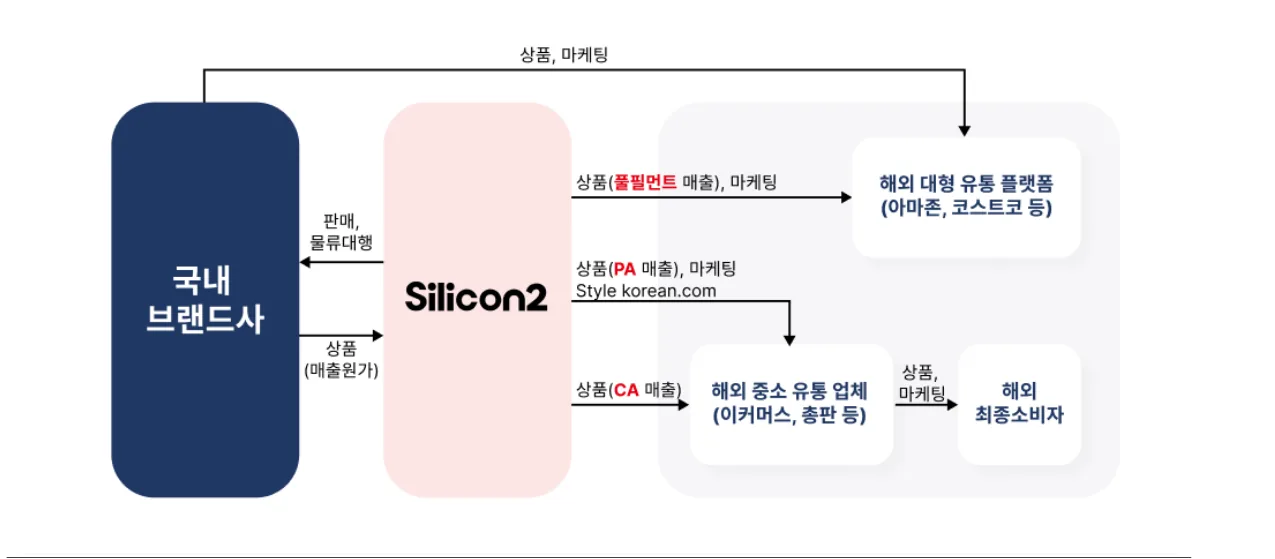 상품, 마케팅
국내
브랜드사
판매,
물류대행
상품
(매출원가)
Silicon2
상품(풀필먼트 매출), 마케팅
상품(PA 매출), 마케팅
Style korean.com
상품(CA 매출)
해외 대형 유통 플랫폼
(아마존, 코스트코 등)
해외 중소 유통 업체
(이커머스, 총판 등)
상품,
마케팅
해외
최종소비자